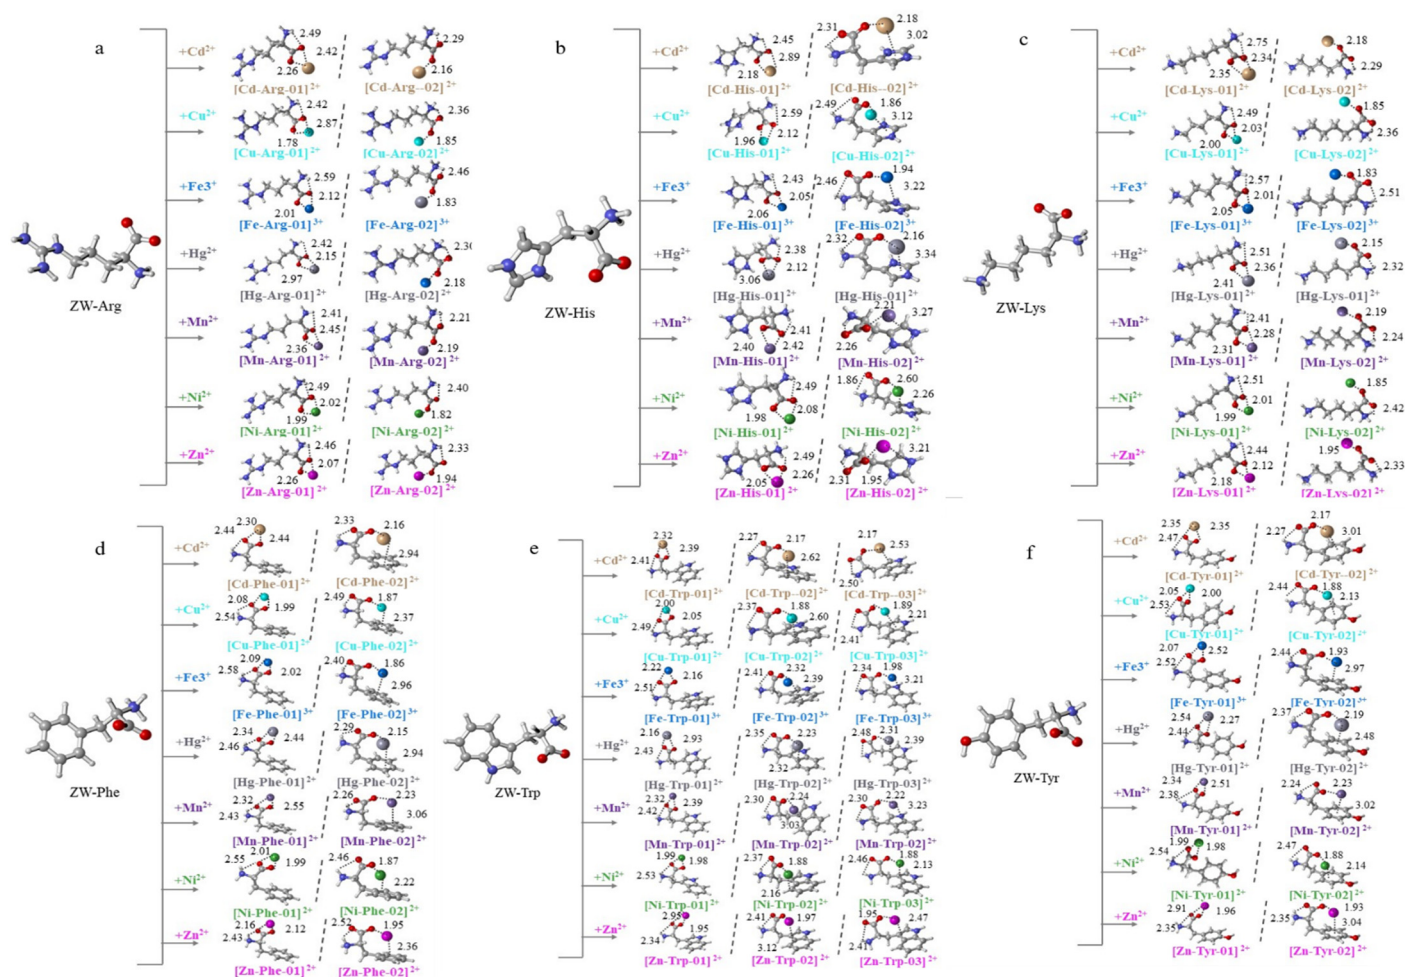 a
+Cd²⁺
2.49
2.42
2.26
[Cd-Arg-01]²⁺
2.29
2.16
[Cd-Arg--02]²⁺
+Cu²⁺
2.42
2.87
1.78
[Cu-Arg-01]²⁺
2.36
1.85
[Cu-Arg-02]²⁺
+Fe3⁺
2.59
2.12
2.01
[Fe-Arg-01]³⁺
2.46
1.83
[Fe-Arg-02]³⁺
+Hg²⁺
2.42
2.15
2.97
[Hg-Arg-01]²⁺
2.30
2.18
[Hg-Arg-02]²⁺
+Mn²⁺
2.41
2.45
2.36
[Mn-Arg-01]²⁺
2.21
2.19
[Mn-Arg-02]²⁺
+Ni²⁺
2.49
2.02
1.99
[Ni-Arg-01]²⁺
2.40
1.82
[Ni-Arg-02]²⁺
+Zn²⁺
2.46
2.07
2.26
[Zn-Arg-01]²⁺
2.33
1.94
[Zn-Arg-02]²⁺
ZW-Arg
b
+Cd²⁺
2.45
2.89
2.18
[Cd-His-01]²⁺
2.31
2.18
3.02
[Cd-His--02]²⁺
+Cu²⁺
2.59
2.12
1.96
[Cu-His-01]²⁺
2.49
1.86
3.12
[Cu-His-02]²⁺
+Fe3⁺
2.43
2.05
2.06
[Fe-His-01]³⁺
2.46
1.94
3.22
[Fe-His-02]³⁺
+Hg²⁺
2.38
2.12
3.06
[Hg-His-01]²⁺
2.32
2.16
3.34
[Hg-His-01]²⁺
+Mn²⁺
2.41
2.40
2.42
[Mn-His-01]²⁺
2.21
3.27
2.26
[Mn-His-02]²⁺
+Ni²⁺
2.49
2.08
1.98
[Ni-His-01]²⁺
1.86
2.60
2.26
[Ni-His-02]²⁺
+Zn²⁺
2.49
2.26
2.05
[Zn-His-01]²⁺
3.21
2.31
1.95
[Zn-His-02]²⁺
ZW-His
c
+Cd²⁺
2.75
2.34
2.35
[Cd-Lys-01]²⁺
2.18
2.29
[Cd-Lys-02]²⁺
+Cu²⁺
2.49
2.03
2.00
[Cu-Lys-01]²⁺
1.85
2.36
[Cu-Lys-02]²⁺
+Fe3⁺
2.57
2.01
2.05
[Fe-Lys-01]³⁺
1.83
2.51
[Fe-Lys-02]³⁺
+Hg²⁺
2.51
2.36
2.41
[Hg-Lys-01]²⁺
2.15
2.32
[Hg-Lys-01]²⁺
+Mn²⁺
2.41
2.28
2.31
[Mn-Lys-01]²⁺
2.19
2.24
[Mn-Lys-02]²⁺
+Ni²⁺
2.51
2.01
1.99
[Ni-Lys-01]²⁺
1.85
2.42
[Ni-Lys-02]²⁺
+Zn²⁺
2.44
2.12
2.18
[Zn-Lys-01]²⁺
1.95
2.33
[Zn-Lys-02]²⁺
ZW-Lys
d
+Cd²⁺
2.30
2.44
2.44
[Cd-Phe-01]²⁺
2.33
2.16
2.94
[Cd-Phe-02]²⁺
+Cu²⁺
2.08
1.99
2.54
[Cu-Phe-01]²⁺
2.49
1.87
2.37
[Cu-Phe-02]²⁺
+Fe3⁺
2.09
2.58
2.02
[Fe-Phe-01]³⁺
2.40
1.86
2.96
[Fe-Phe-02]³⁺
+Hg²⁺
2.34
2.44
2.46
[Hg-Phe-01]²⁺
2.29
2.15
2.94
[Hg-Phe-02]²⁺
+Mn²⁺
2.32
2.55
2.43
[Mn-Phe-01]²⁺
2.26
2.23
3.06
[Mn-Phe-02]²⁺
+Ni²⁺
2.01
2.55
1.99
[Ni-Phe-01]²⁺
2.46
1.87
2.22
[Ni-Phe-02]²⁺
+Zn²⁺
2.16
2.12
2.43
[Zn-Phe-01]²⁺
2.52
1.95
2.36
[Zn-Phe-02]²⁺
ZW-Phe
e
+Cd²⁺
2.32
2.39
2.41
[Cd-Trp-01]²⁺
2.27
2.17
2.62
[Cd-Trp--02]²⁺
2.17
2.53
2.50
[Cd-Trp--03]²⁺
+Cu²⁺
2.00
2.05
2.49
[Cu-Trp-01]²⁺
2.37
1.88
2.60
[Cu-Trp-02]²⁺
1.89
2.21
2.41
[Cu-Trp-03]²⁺
+Fe3⁺
2.22
2.16
2.51
[Fe-Trp-01]³⁺
2.41
2.32
2.39
[Fe-Trp-02]³⁺
2.34
1.98
3.21
[Fe-Trp-03]³⁺
+Hg²⁺
2.16
2.93
2.43
[Hg-Trp-01]²⁺
2.35
2.23
2.32
[Hg-Trp-02]²⁺
2.48
2.31
2.39
[Hg-Trp-03]²⁺
+Mn²⁺
2.32
2.39
2.42
[Mn-Trp-01]²⁺
2.30
2.24
3.03
[Mn-Trp-02]²⁺
2.30
2.22
3.23
[Mn-Trp-02]²⁺
+Ni²⁺
1.99
1.98
2.53
[Ni-Trp-01]²⁺
2.37
1.88
2.16
[Ni-Trp-02]²⁺
2.46
1.88
2.13
[Ni-Trp-03]²⁺
+Zn²⁺
2.95
1.95
2.34
[Zn-Trp-01]²⁺
2.41
1.97
3.12
[Zn-Trp-02]²⁺
1.95
2.47
2.41
[Zn-Trp-03]²⁺
ZW-Trp
f
+Cd²⁺
2.35
2.35
2.47
[Cd-Tyr-01]²⁺
2.17
2.27
3.01
[Cd-Tyr--02]²⁺
+Cu²⁺
2.05
2.00
2.53
[Cu-Tyr-01]²⁺
2.44
1.88
2.13
[Cu-Tyr-02]²⁺
+Fe3⁺
2.07
2.52
2.52
[Fe-Tyr-01]³⁺
2.44
1.93
2.97
[Fe-Tyr-02]³⁺
+Hg²⁺
2.54
2.27
2.44
[Hg-Tyr-01]²⁺
2.37
2.19
2.48
[Hg-Tyr-02]²⁺
+Mn²⁺
2.34
2.51
2.38
[Mn-Tyr-01]²⁺
2.24
2.23
3.02
[Mn-Tyr-02]²⁺
+Ni²⁺
1.99
1.98
2.54
[Ni-Tyr-01]²⁺
2.47
1.88
2.14
[Ni-Tyr-02]²⁺
+Zn²⁺
2.91
1.96
2.35
[Zn-Tyr-01]²⁺
2.35
1.93
3.04
[Zn-Tyr-02]²⁺
ZW-Tyr